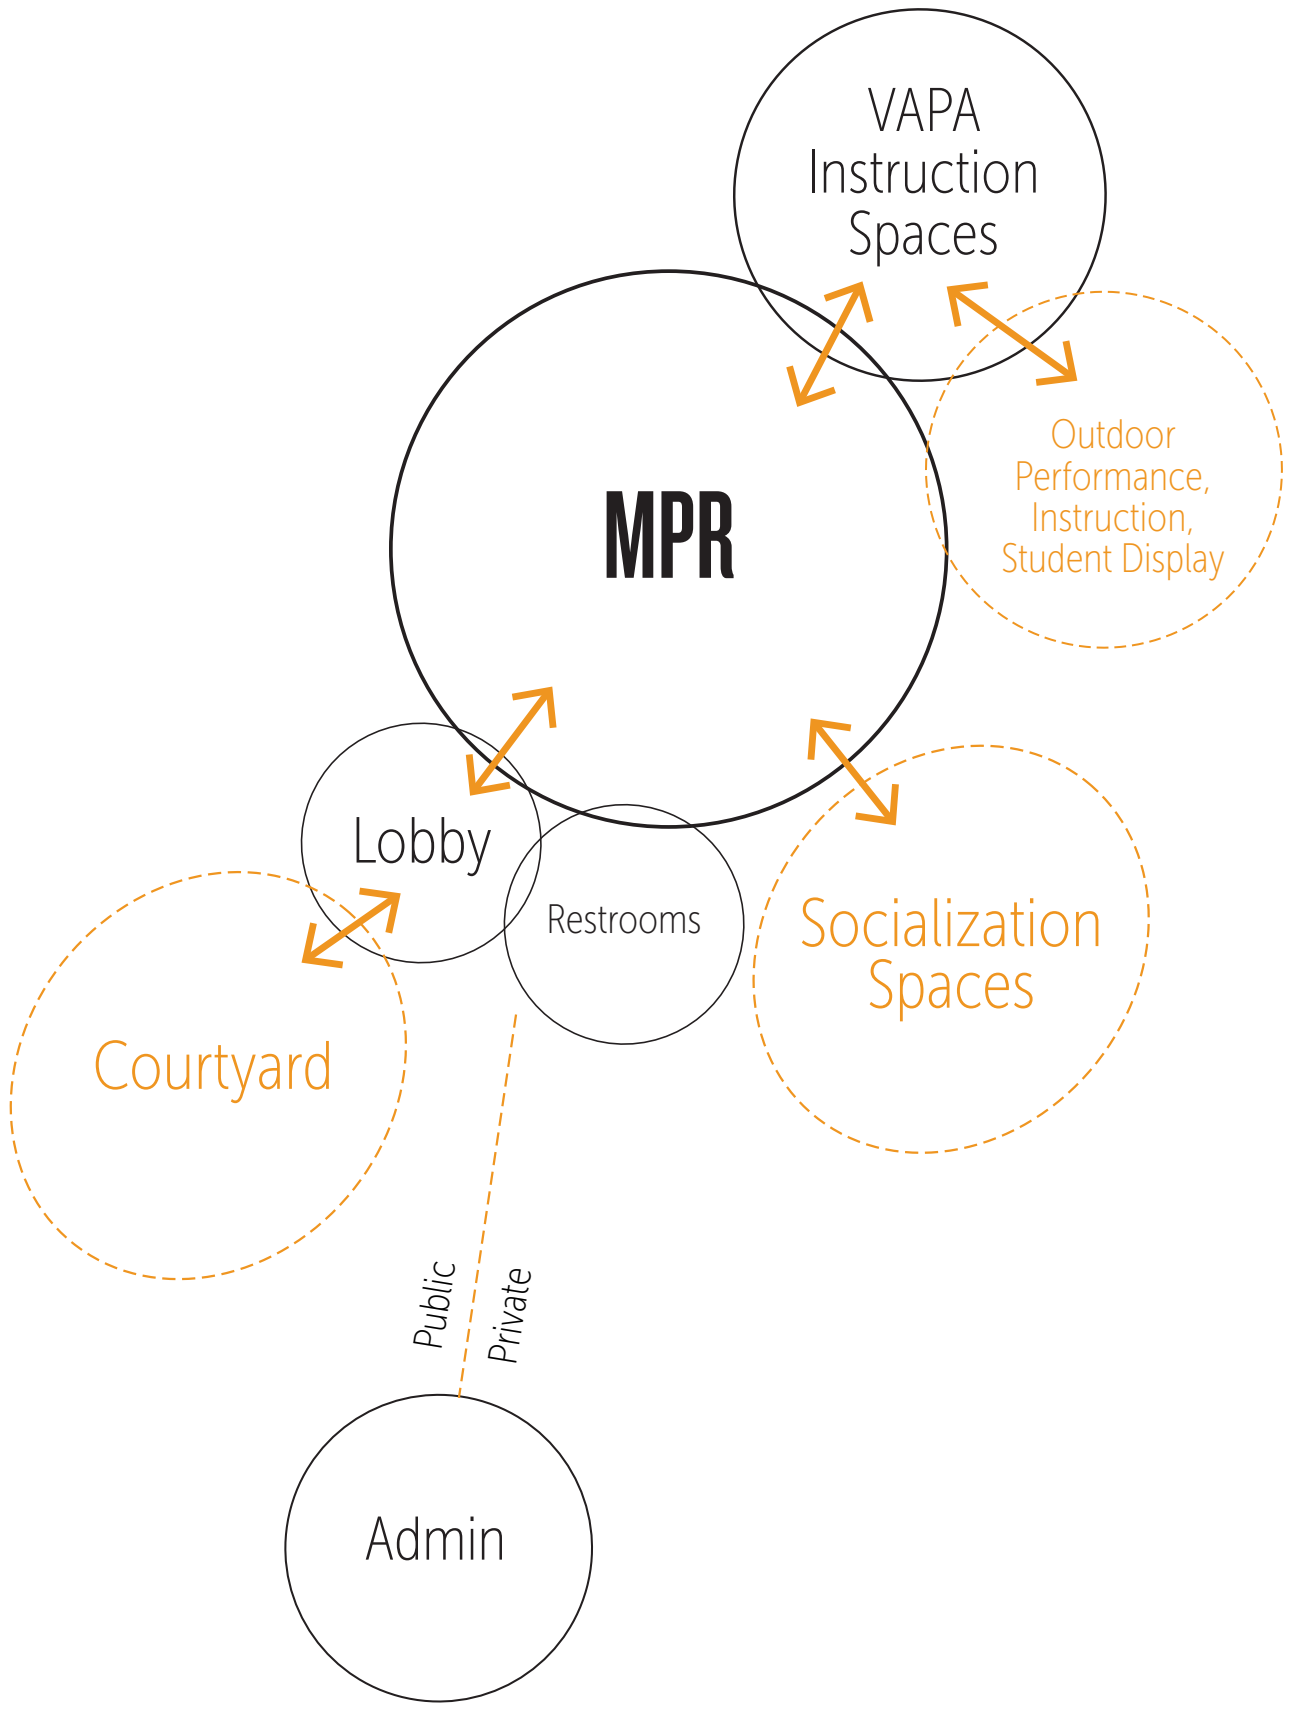 VAPA
Instruction
Spaces
Outdoor
Performance,
Instruction,
Student Display
MPR
Lobby
Restrooms
Socialization
Spaces
Courtyard
Public
Private
Admin